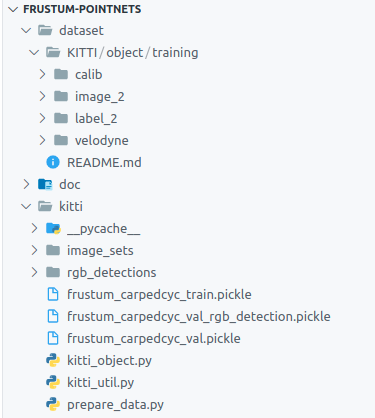 FRUSTUM-POINTNETS
dataset
KITTI/object/training
calib
image_2
label_2
velodyne
README.md
doc
kitti
__pycache__
image_sets
rgb_detections
frustum_carpedcyc_train.pickle
frustum_carpedcyc_val_rgb_detection.pickle
frustum_carpedcyc_val.pickle
kitti_object.py
kitti_util.py
prepare_data.py